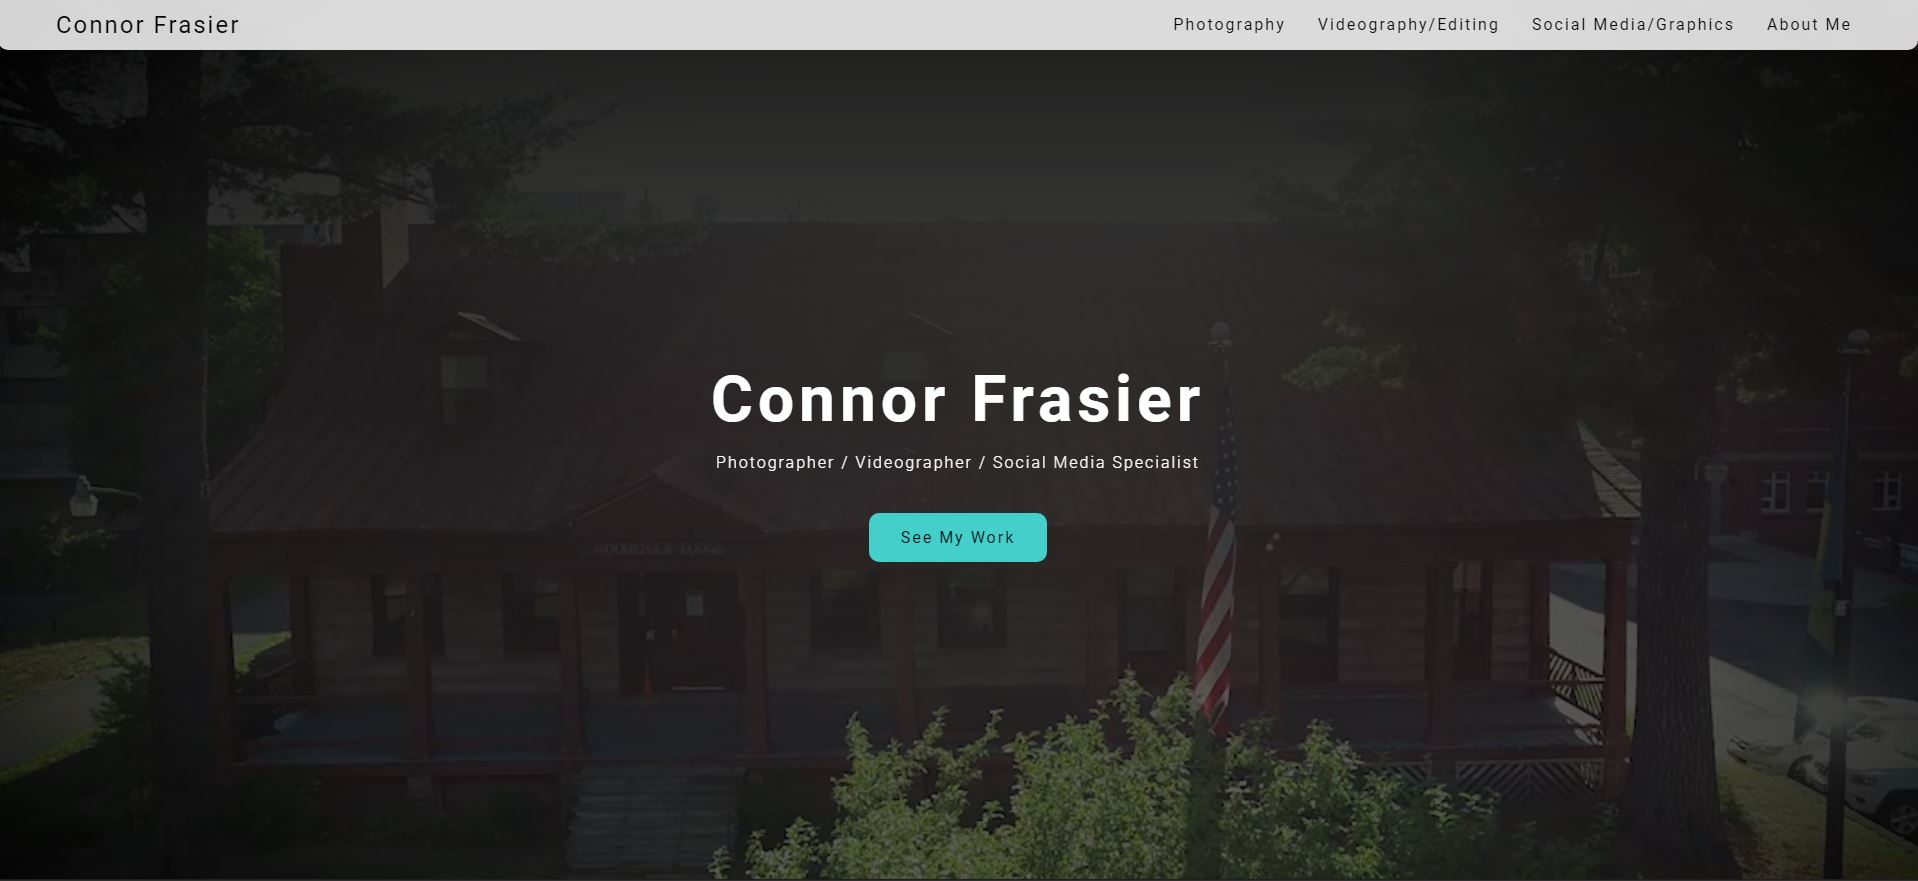 Connor Frasier
Photography Videography/Editing Social Media/Graphics About Me
Connor Frasier
Photographer / Videographer / Social Media Specialist
See My Work
WOODSTOCK LODGE